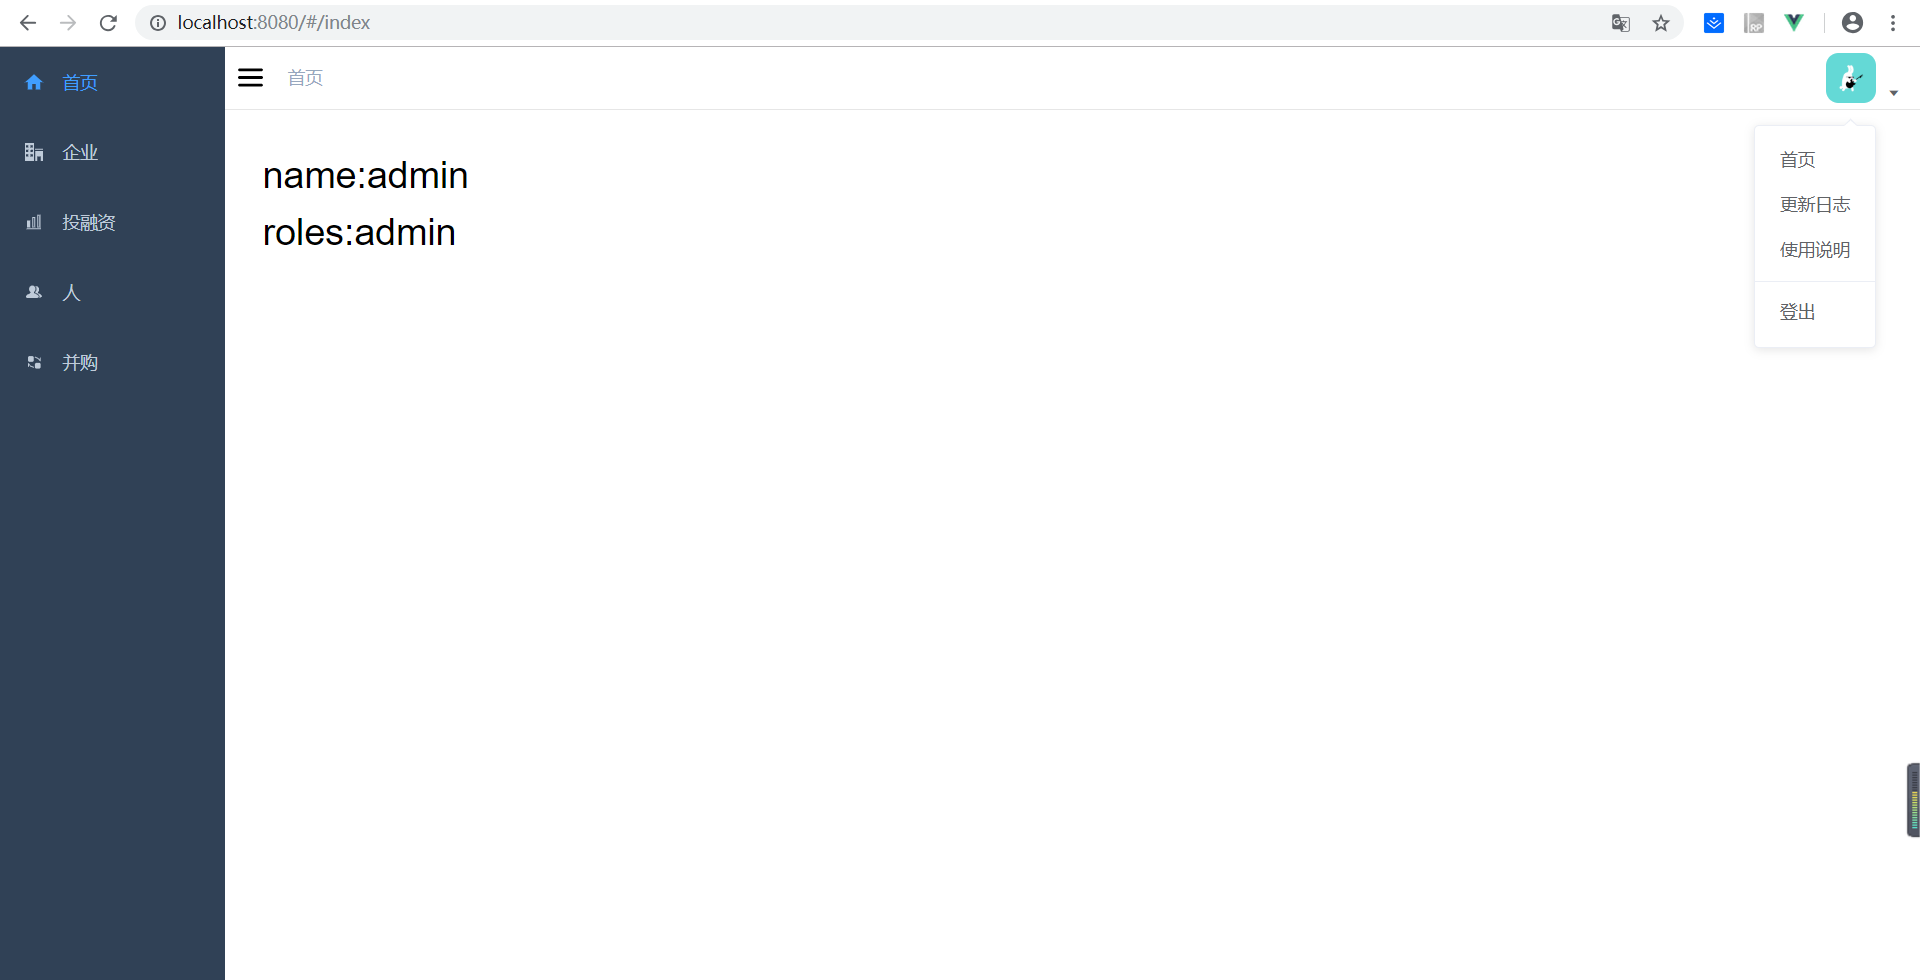 localhost:8080/#/index
首页
企业
投融资
人
并购
首页
name:admin
roles:admin
首页
更新日志
使用说明
登出
RP